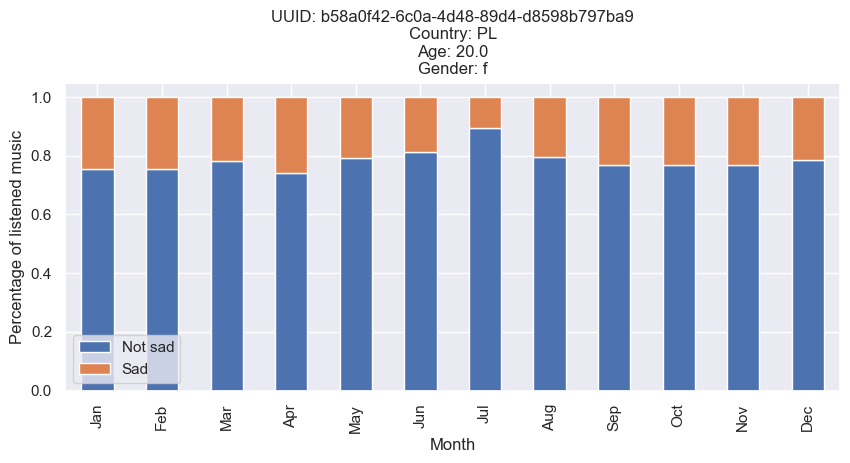 UUID: b58a0f42-6c0a-4d48-89d4-d8598b797ba9
Country: PL
Age: 20.0
Gender: f
Percentage of listened music
1.0
0.8
0.6
0.4
0.2
0.0
Not sad
Sad
Jan
Feb
Mar
Apr
May
Jun
Jul
Aug
Sep
Oct
Nov
Dec
Month